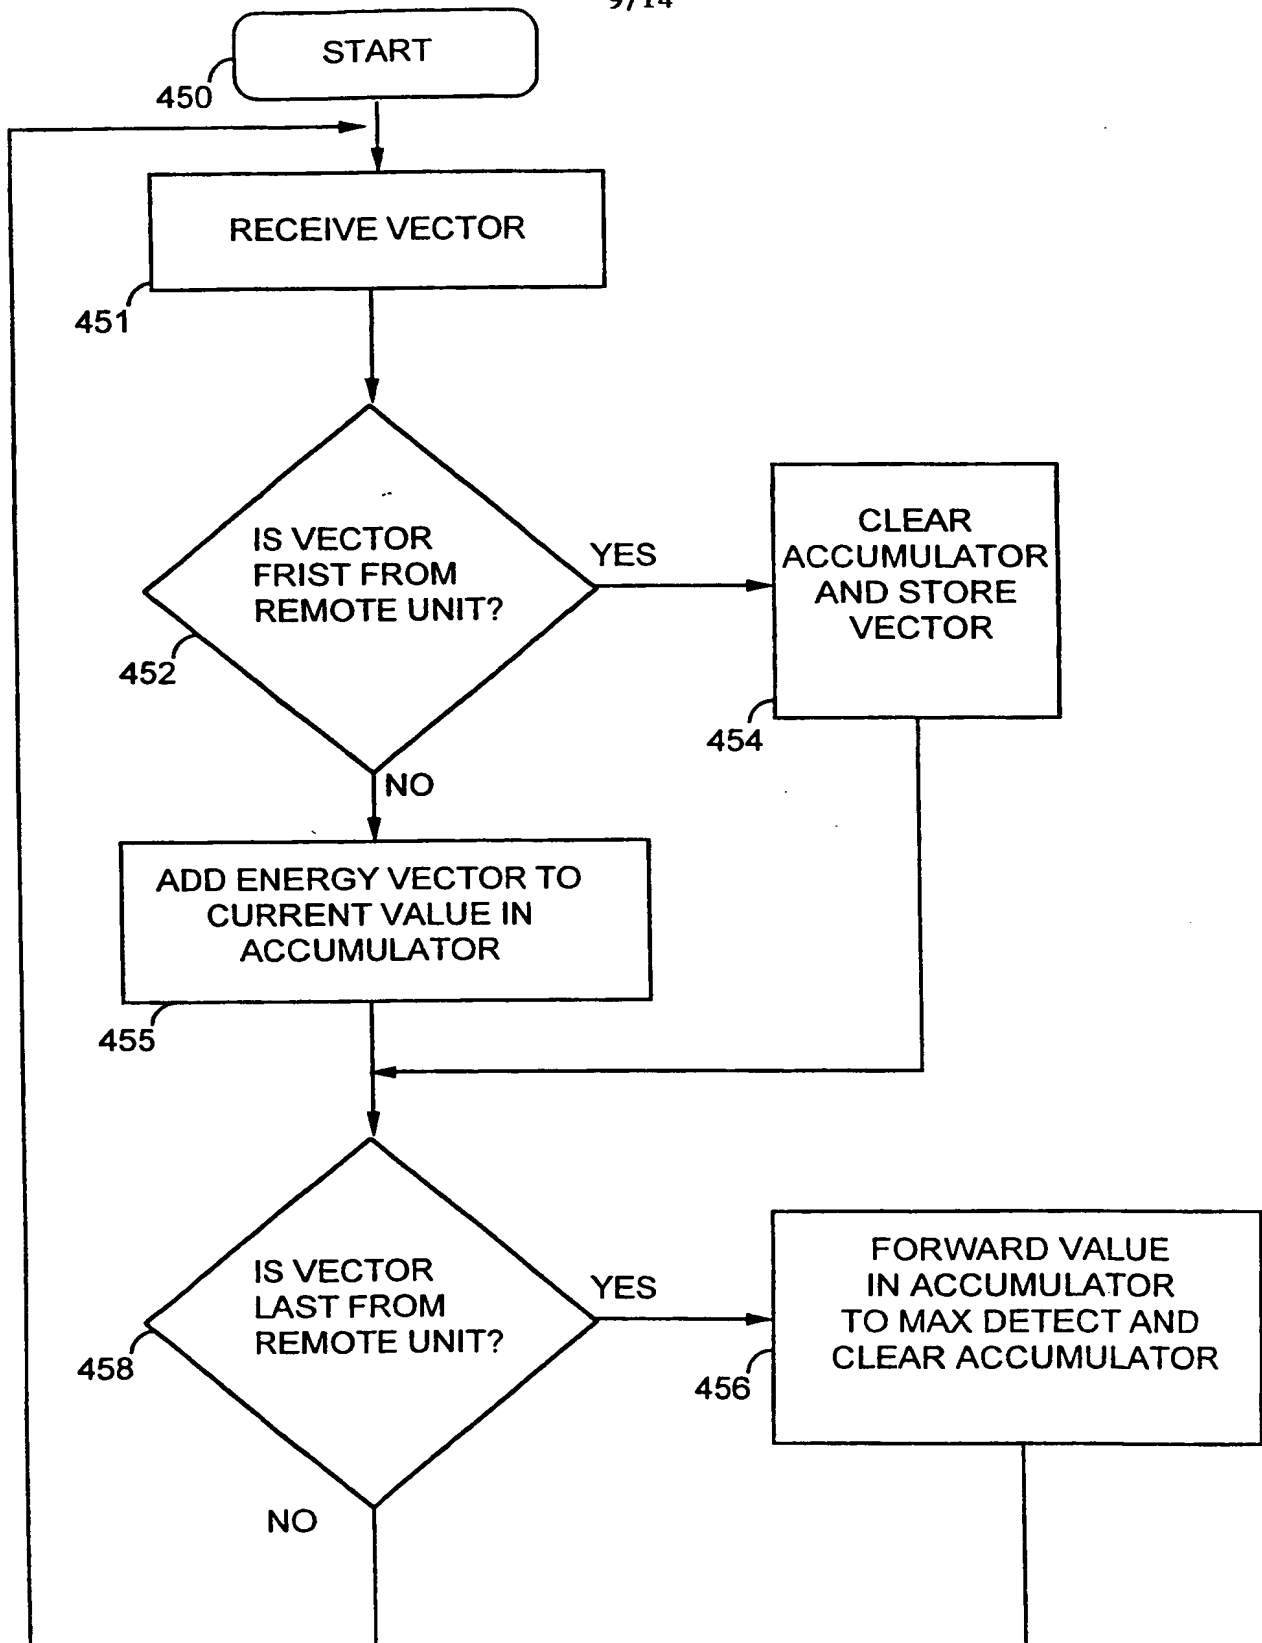 9/14
START
450
RECEIVE VECTOR
451
IS VECTOR
FRIST FROM
REMOTE UNIT?
YES
452
CLEAR
ACCUMULATOR
AND STORE
VECTOR
454
NO
ADD ENERGY VECTOR TO
CURRENT VALUE IN
ACCUMULATOR
455
IS VECTOR
LAST FROM
REMOTE UNIT?
YES
458
FORWARD VALUE
IN ACCUMULATOR
TO MAX DETECT AND
CLEAR ACCUMULATOR
456
NO